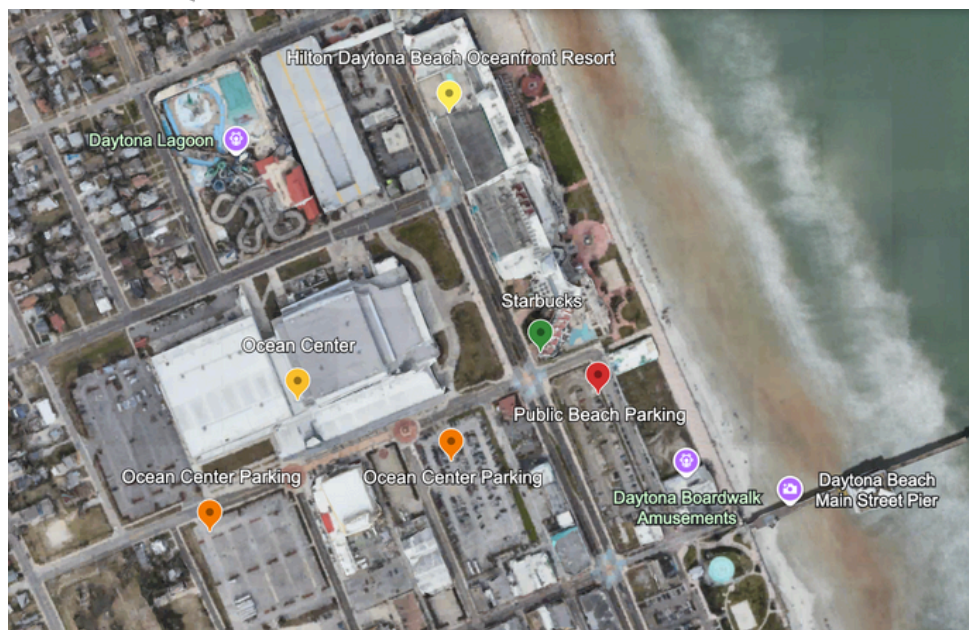 Hilton Daytona Beach Oceanfront Resort
Daytona Lagoon
Starbucks
Ocean Center
Public Beach Parking
Ocean Center Parking
Ocean Center Parking
Daytona Boardwalk
Amusements
Daytona Beach
Main Street Pier